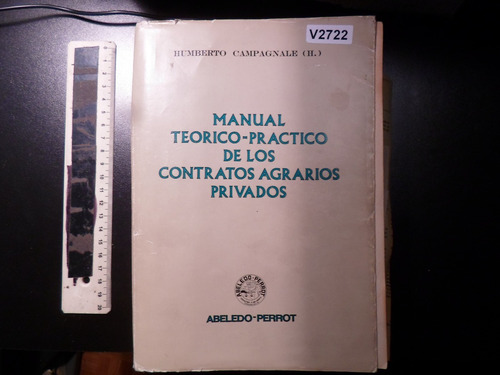 V2722
HUMBERTO CAMPAGNALE (H.)
MANUAL
TEORICO-PRACTICO
DE LOS
CONTRATOS AGRARIOS
PRIVADOS
ABELEDO-PERROT
ABELEDO-PERROT